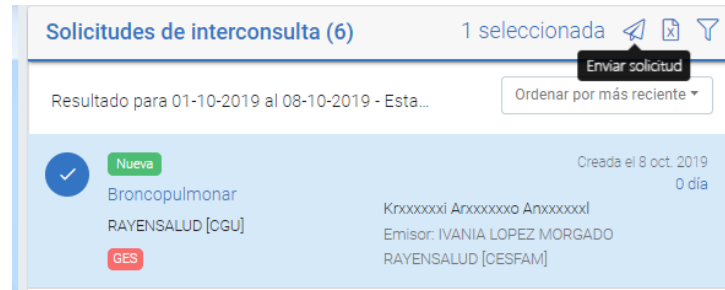 Solicitudes de interconsulta (6) 1 seleccionada
Enviar solicitud
Resultado para 01-10-2019 al 08-10-2019 - Esta... Ordenar por más reciente
Nueva Creada el 8 oct. 2019
0 día
Broncopulmonar
Krxxxxxxi Arxxxxxxo Anxxxxxxl
RAYENSALUD [CGU]
Emisor: IVANIA LOPEZ MORGADO
GES RAYENSALUD [CESFAM]